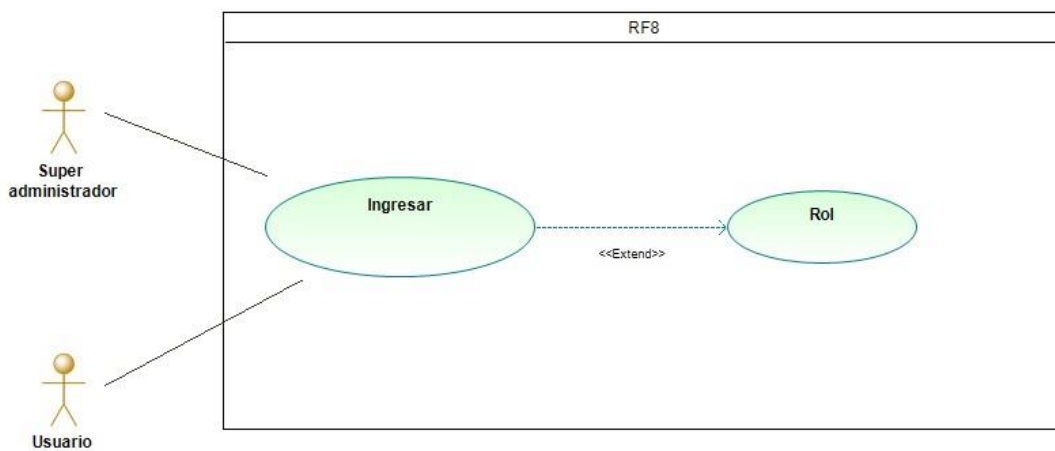 RF8
Super
administrador
Ingresar
Rol
<<Extend>>
Usuario